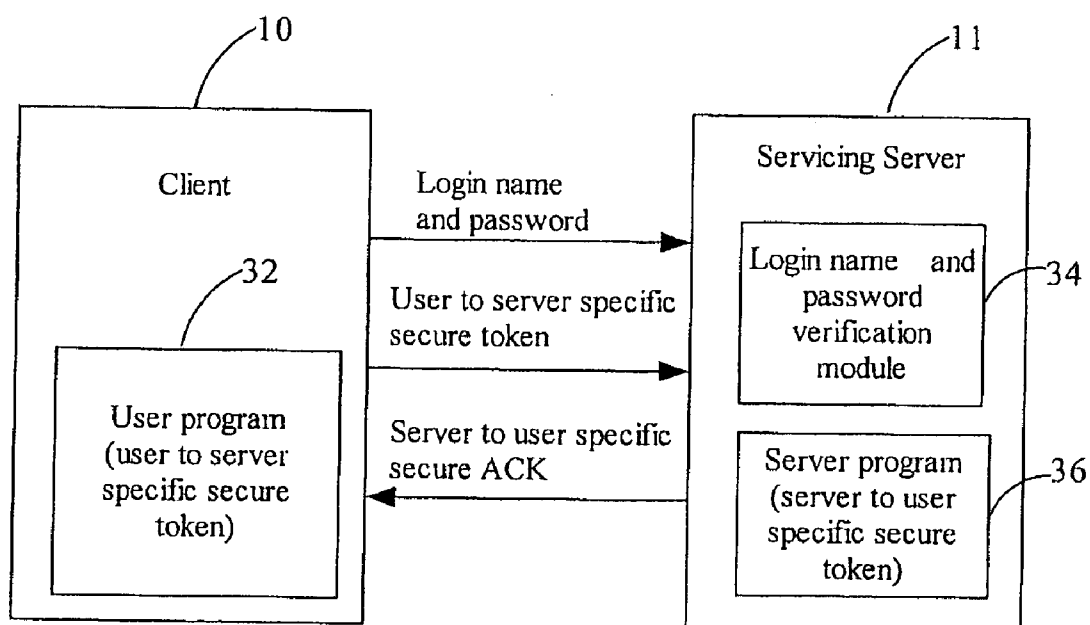 10
11
Client
Servicing Server
Login name
and password
32
Login name and
password
verification
module
34
User to server specific
secure token
User program
(user to server
specific secure
token)
Server to user specific
secure ACK
Server program
(server to user
specific secure
token)
36